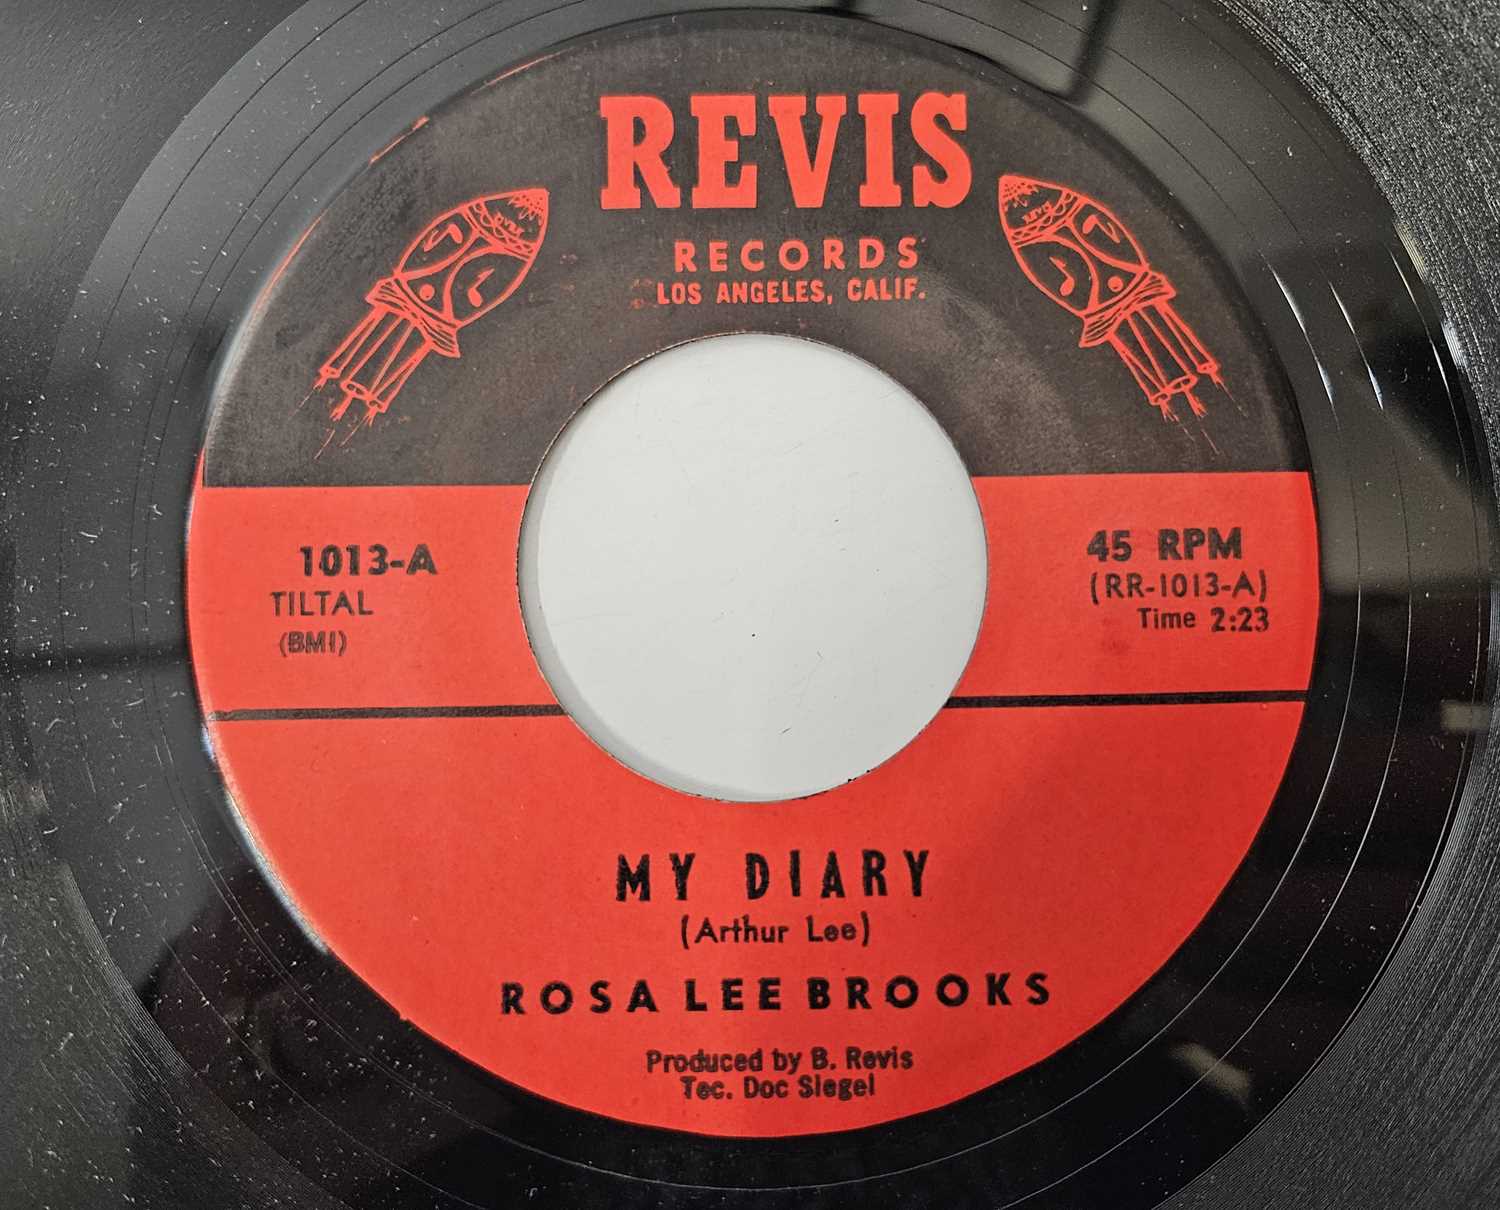 REVIS
RECORDS
LOS ANGELES, CALIF.
1013-A
TILTAL
(BMI)
45 RPM
(RR-1013-A)
Time 2:23
MY DIARY
(Arthur Lee)
ROSA LEE BROOKS
Produced by B. Revis
Tec. Doc Siegel